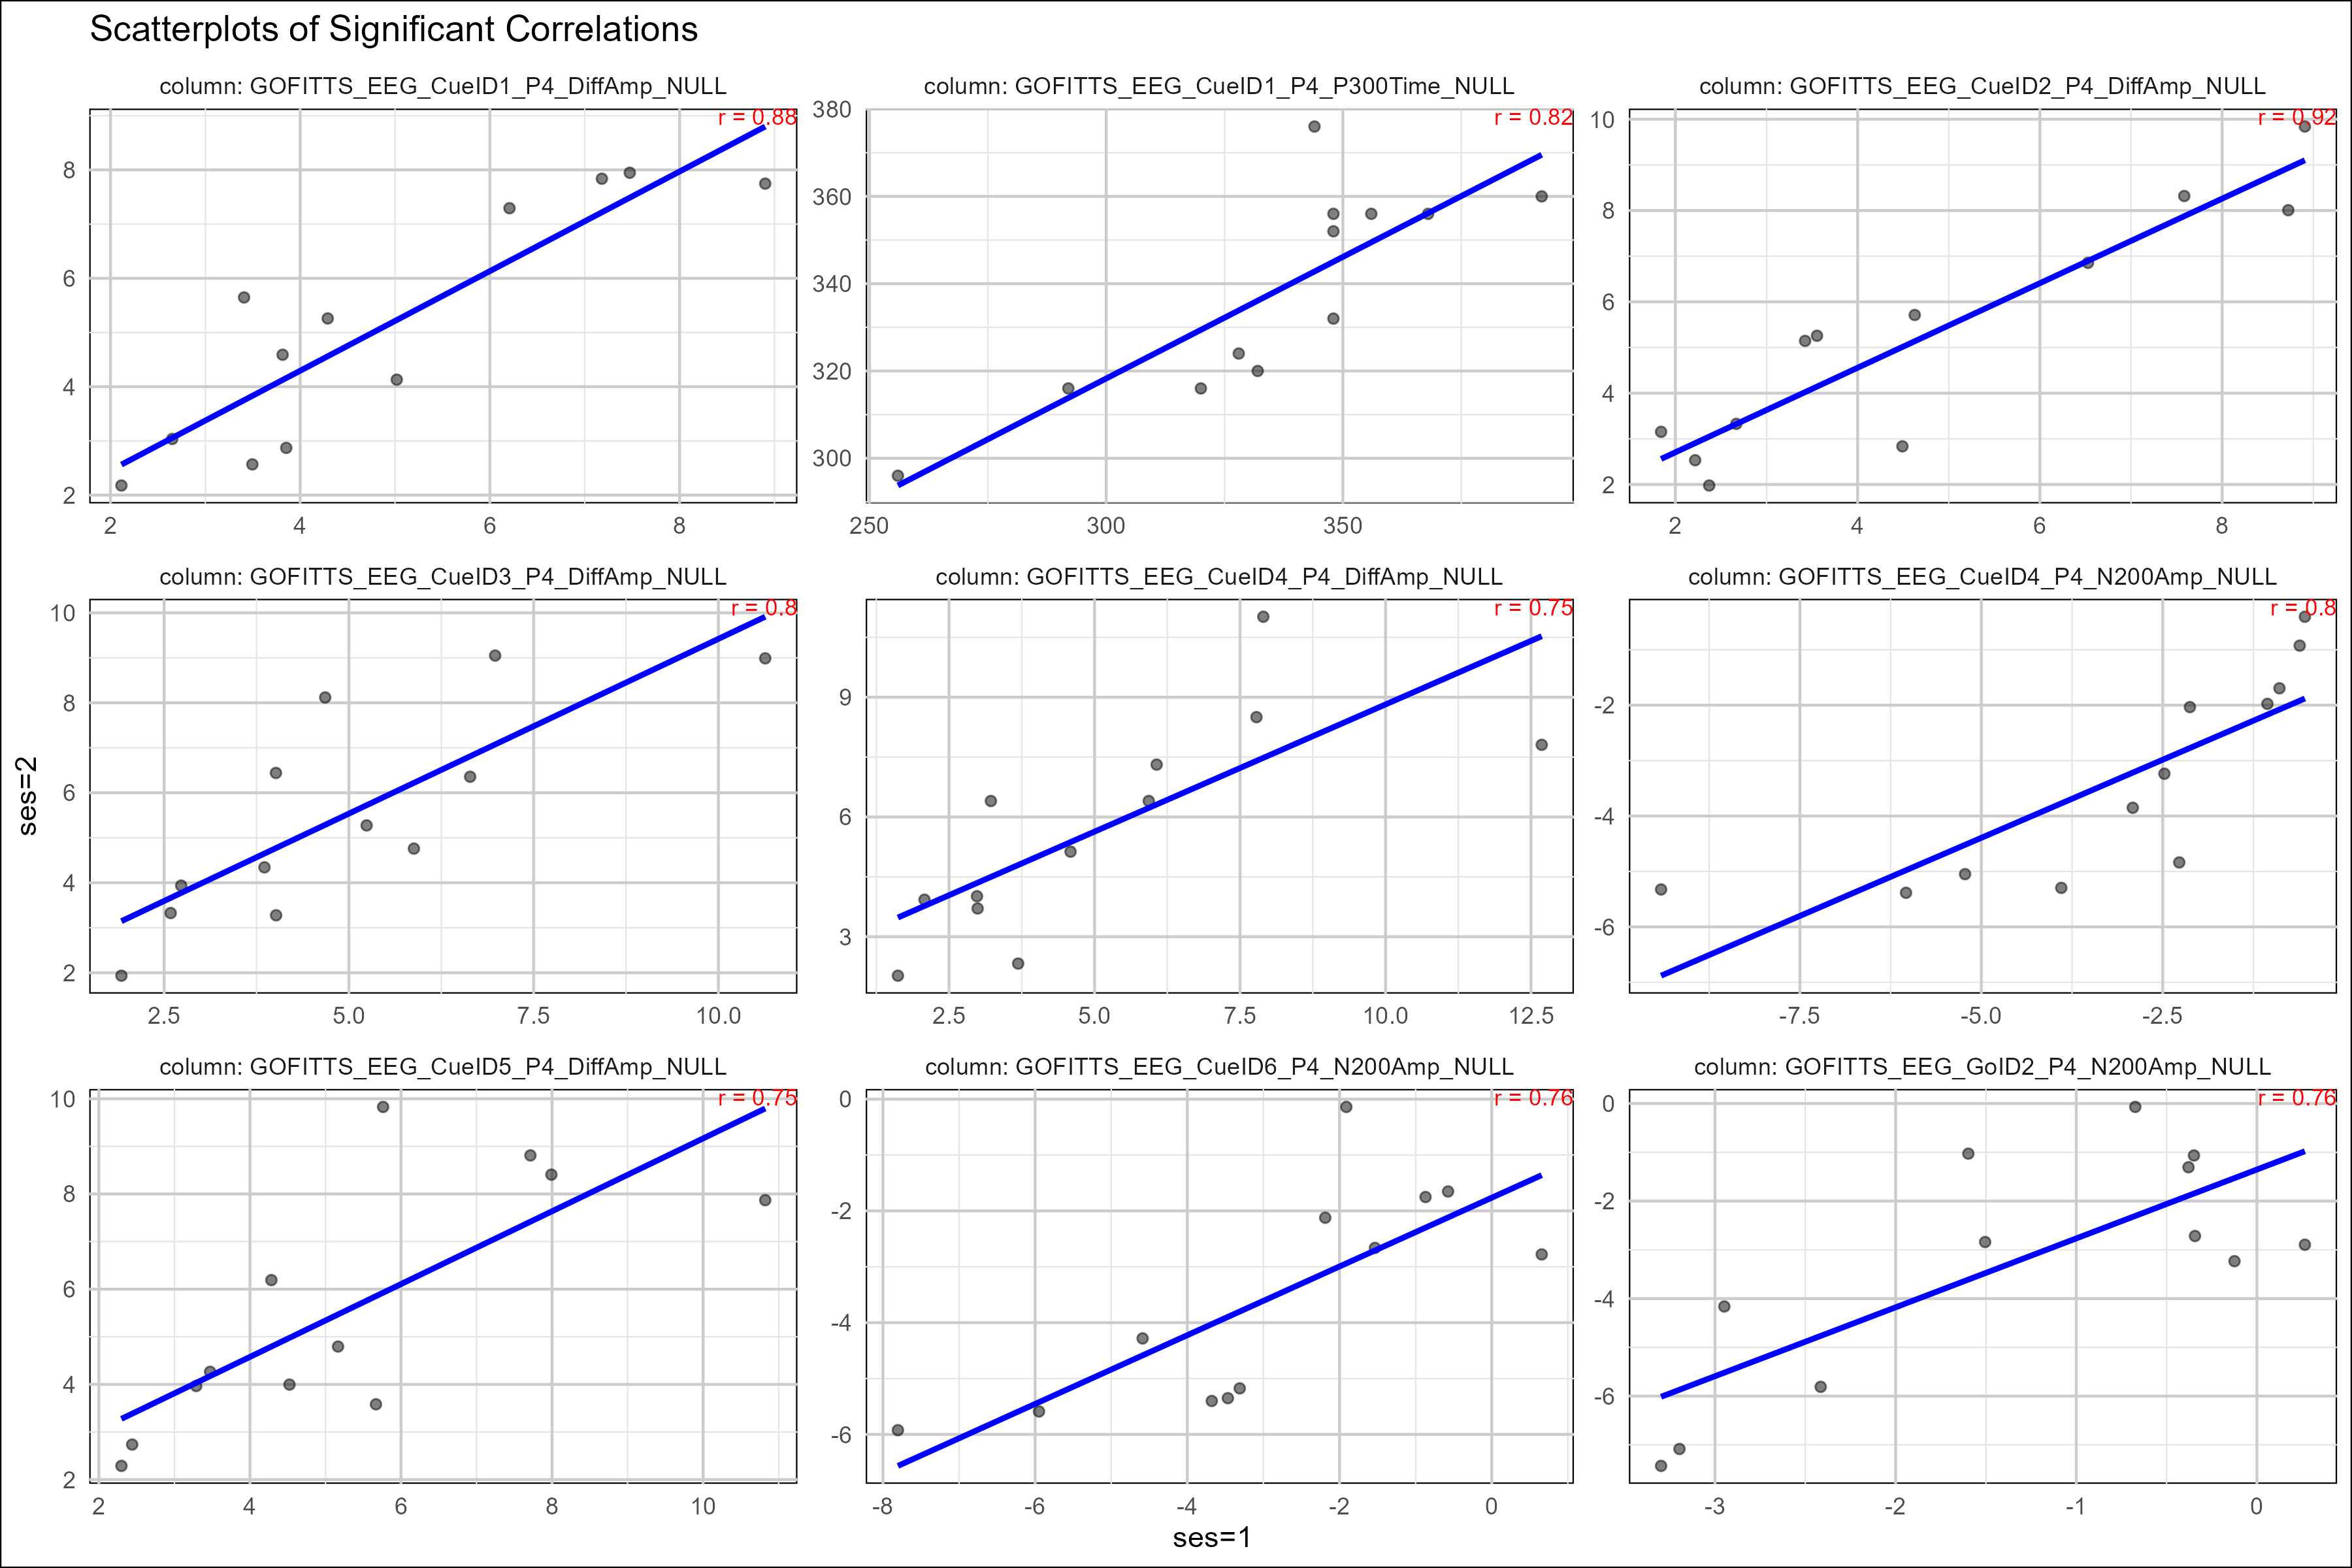 Scatterplots of Significant Correlations
column: GOFITTS_EEG_CueID1_P4_DiffAmp_NULL
r = 0.88
8
6
4
2
2 4 6 8
column: GOFITTS_EEG_CueID1_P4_P300Time_NULL
r = 0.82
380
360
340
320
300
250 300 350
column: GOFITTS_EEG_CueID2_P4_DiffAmp_NULL
r = 0.92
10
8
6
4
2
2 4 6 8
ses=2
column: GOFITTS_EEG_CueID3_P4_DiffAmp_NULL
r = 0.8
10
8
6
4
2
2.5 5.0 7.5 10.0
column: GOFITTS_EEG_CueID4_P4_DiffAmp_NULL
r = 0.75
9
6
3
2.5 5.0 7.5 10.0 12.5
column: GOFITTS_EEG_CueID4_P4_N200Amp_NULL
r = 0.8
-2
-4
-6
-7.5 -5.0 -2.5
column: GOFITTS_EEG_CueID5_P4_DiffAmp_NULL
r = 0.75
10
8
6
4
2
2 4 6 8 10
column: GOFITTS_EEG_CueID6_P4_N200Amp_NULL
r = 0.76
0
-2
-4
-6
-8 -6 -4 -2 0
column: GOFITTS_EEG_GoID2_P4_N200Amp_NULL
r = 0.76
0
-2
-4
-6
-3 -2 -1 0
ses=1